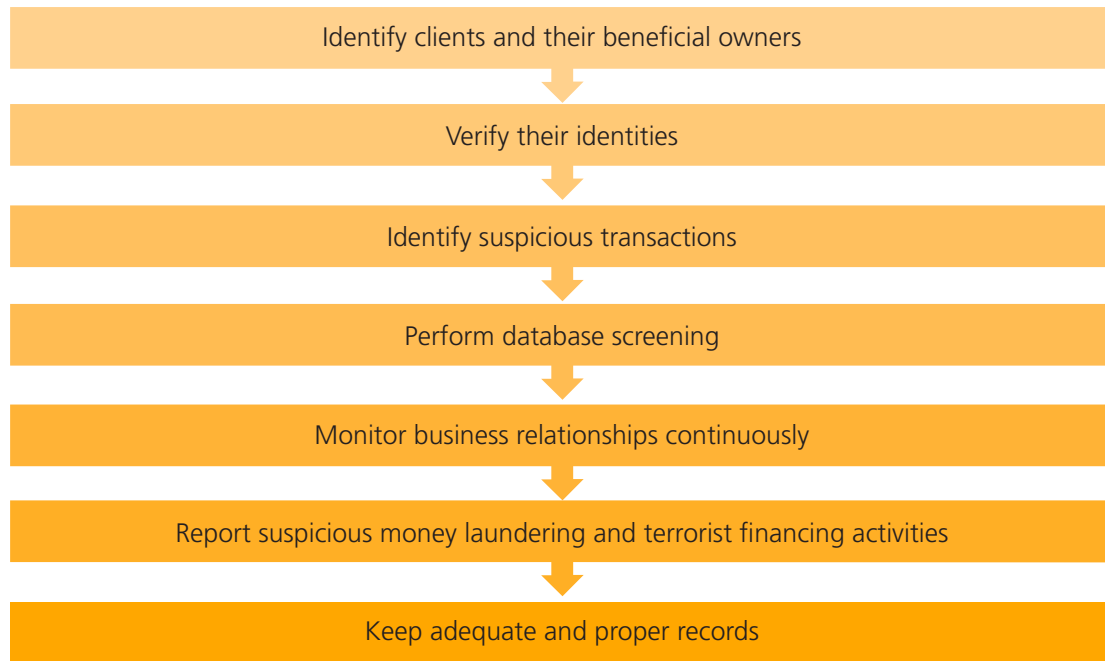 Identify clients and their beneficial owners
Verify their identities
Identify suspicious transactions
Perform database screening
Monitor business relationships continuously
Report suspicious money laundering and terrorist financing activities
Keep adequate and proper records